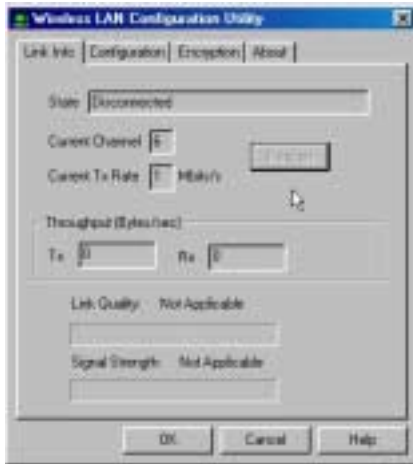 Wireless LAN Configuration Utility
Link Info Configuration Encryption About
State Disconnected
Current Channel 6
Current Tx Rate 1 Mbits/s
Throughput (Bytes/sec)
Tx 0 Rx 0
Link Quality Not Applicable
Signal Strength Not Applicable
OK Cancel Help